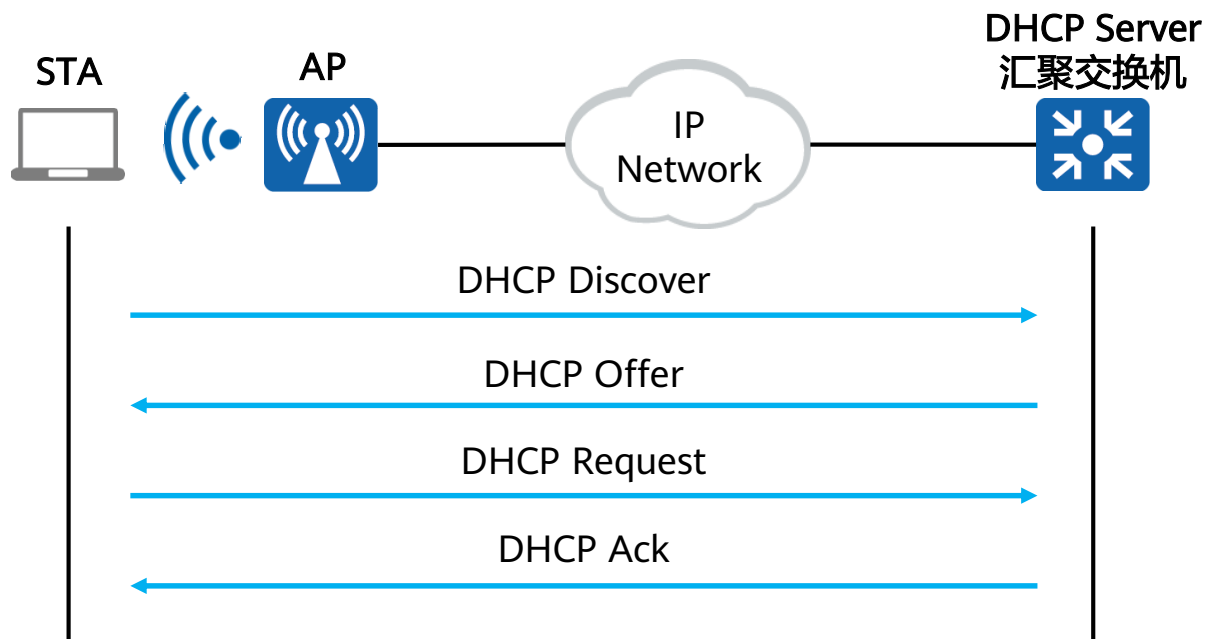 STA
AP
DHCP Server
汇聚交换机
IP
Network
DHCP Discover
DHCP Offer
DHCP Request
DHCP Ack